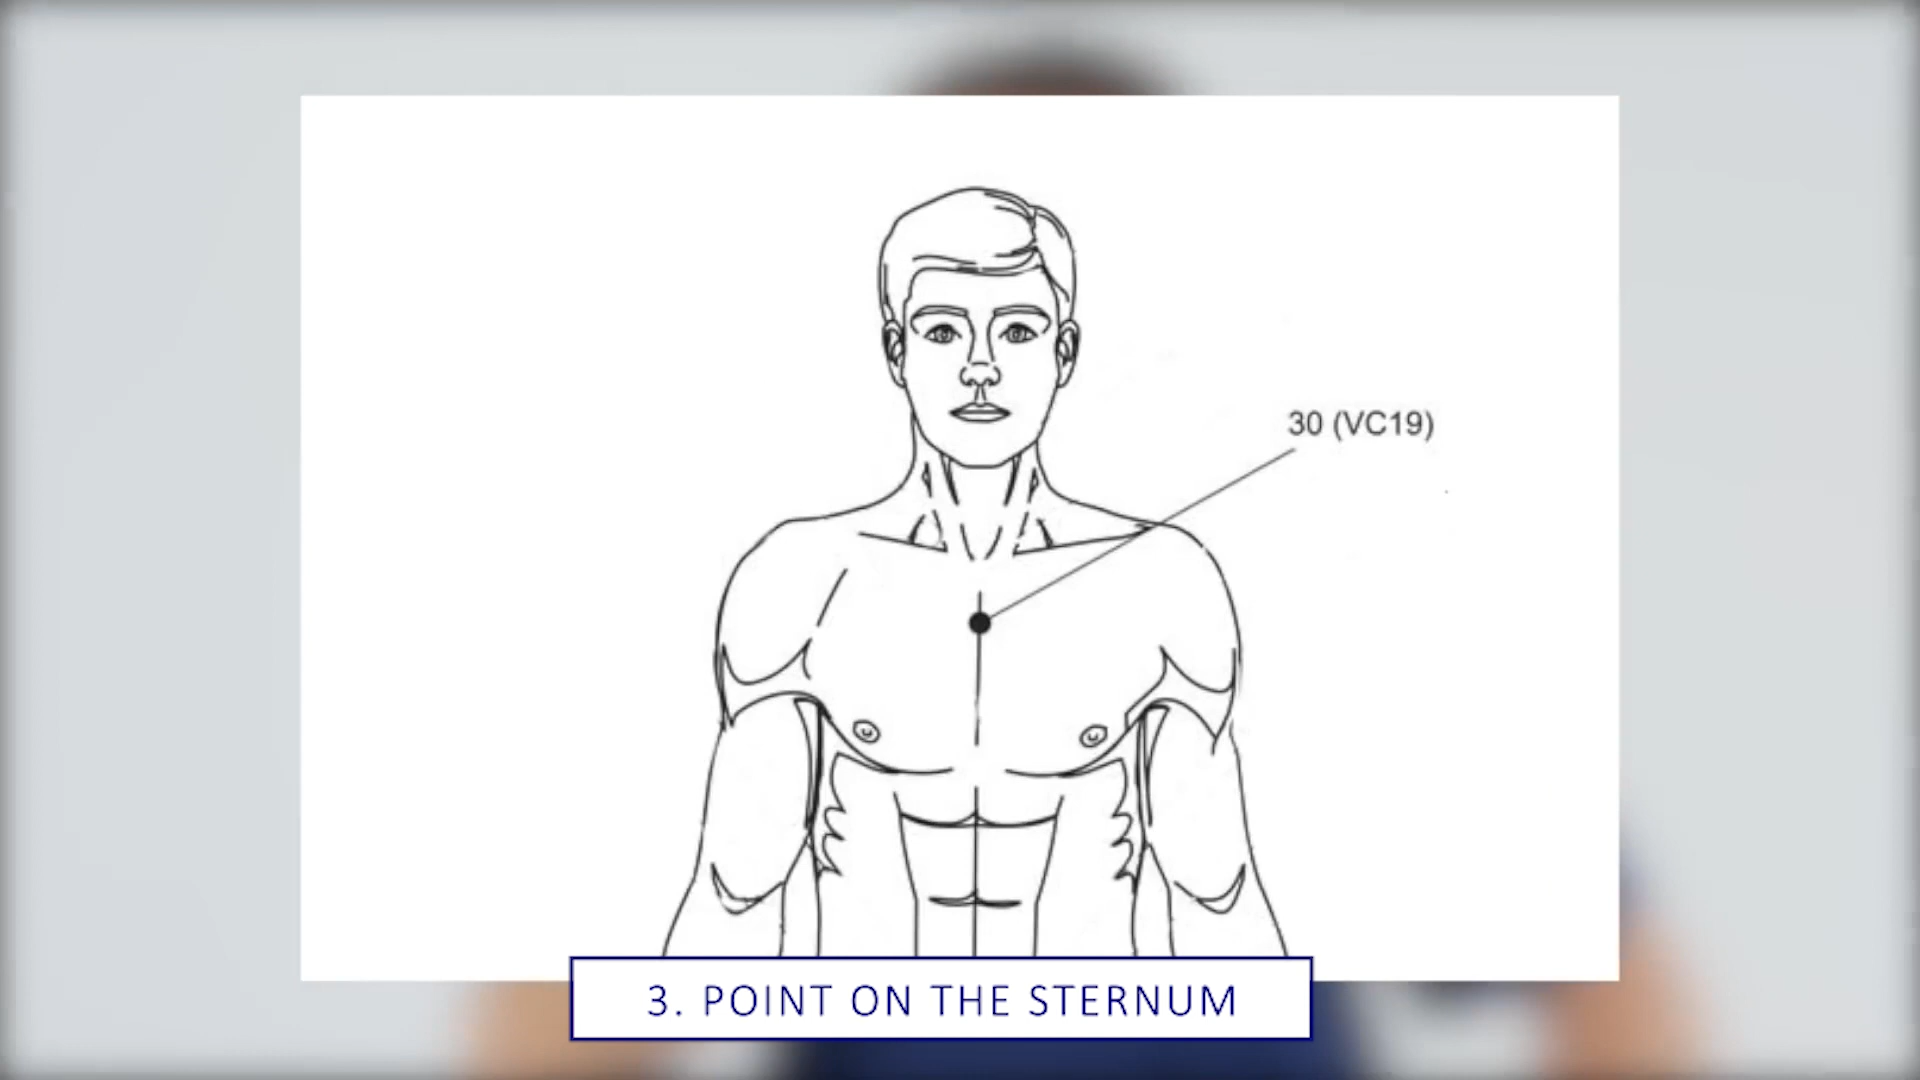 30 (VC19)
3. POINT ON THE STERNUM